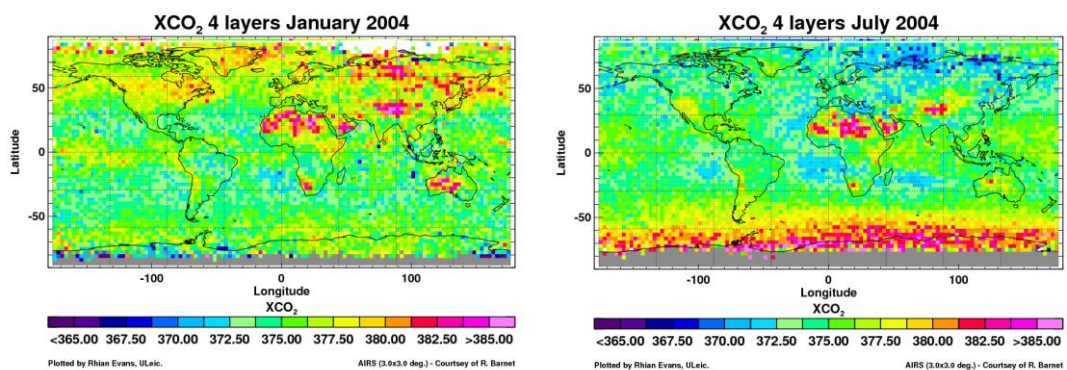 XCO₂ 4 layers January 2004
Latitude
50
0
-50
-100
0
100
Longitude
XCO₂
<365.00 367.50 370.00 372.50 375.00 377.50 380.00 382.50 >385.00
Plotted by Rhian Evans, ULeic.
AIRS (3.0x3.0 deg.) - Courtsey of R. Barnet
XCO₂ 4 layers July 2004
Latitude
50
0
-50
-100
0
100
Longitude
XCO₂
<365.00 367.50 370.00 372.50 375.00 377.50 380.00 382.50 >385.00
Plotted by Rhian Evans, ULeic.
AIRS (3.0x3.0 deg.) - Courtesy of R. Barnet